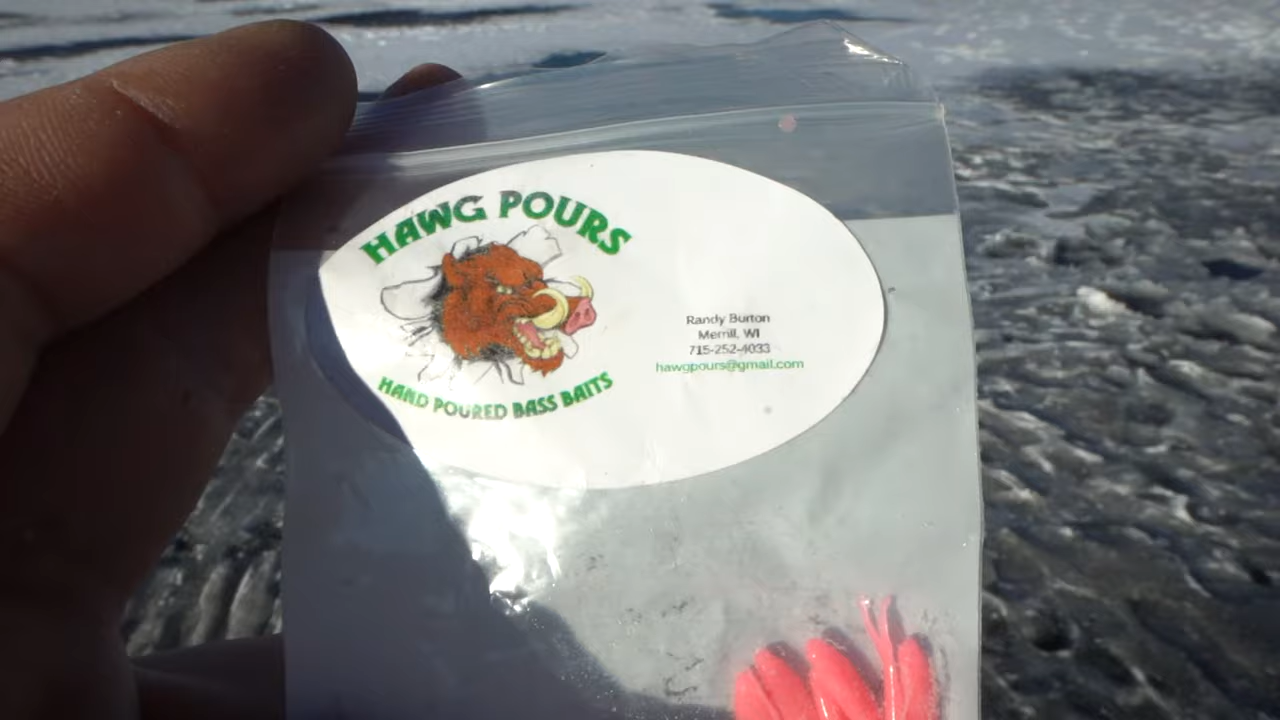 HAWG POURS
HAND POURED BASS BAITS
Randy Burton
Merrill, WI
715-252-4033
hawgpours@gmail.com